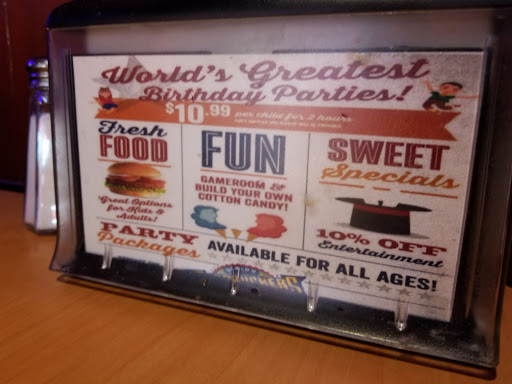 World's Greatest
Birthday Parties!
$10.99 per child for 2 hours
Fresh
FOOD
Great Options
for Kids &
Adults!
FUN
GAMEROOM &
BUILD YOUR OWN
COTTON CANDY!
SWEET
Specials
10% OFF
Entertainment
PARTY
Packages
AVAILABLE FOR ALL AGES!